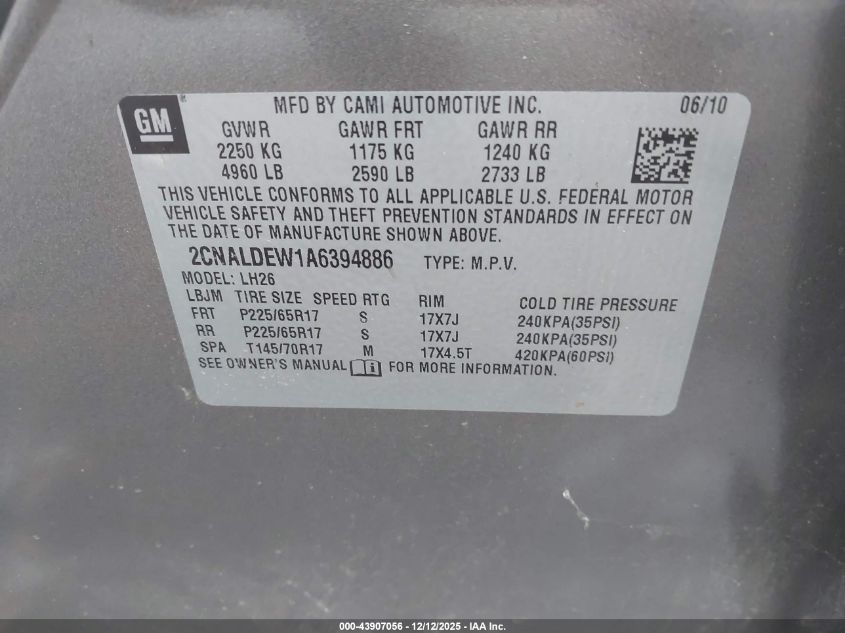 GM
MFD BY CAMI AUTOMOTIVE INC. 06/10
GVWR GAWR FRT GAWR RR
2250 KG 1175 KG 1240 KG
4960 LB 2590 LB 2733 LB
THIS VEHICLE CONFORMS TO ALL APPLICABLE U.S. FEDERAL MOTOR
VEHICLE SAFETY AND THEFT PREVENTION STANDARDS IN EFFECT ON
THE DATE OF MANUFACTURE SHOWN ABOVE.
2CNALDEW1A6394886 TYPE: M.P.V.
MODEL: LH26
LBJM TIRE SIZE SPEED RTG RIM COLD TIRE PRESSURE
FRT P225/65R17 S 17X7J 240KPA(35PSI)
RR P225/65R17 S 17X7J 240KPA(35PSI)
SPA T145/70R17 M 17X4.5T 420KPA(60PSI)
SEE OWNER'S MANUAL FOR MORE INFORMATION.
000-43907056 - 12/12/2025 - IAA Inc.